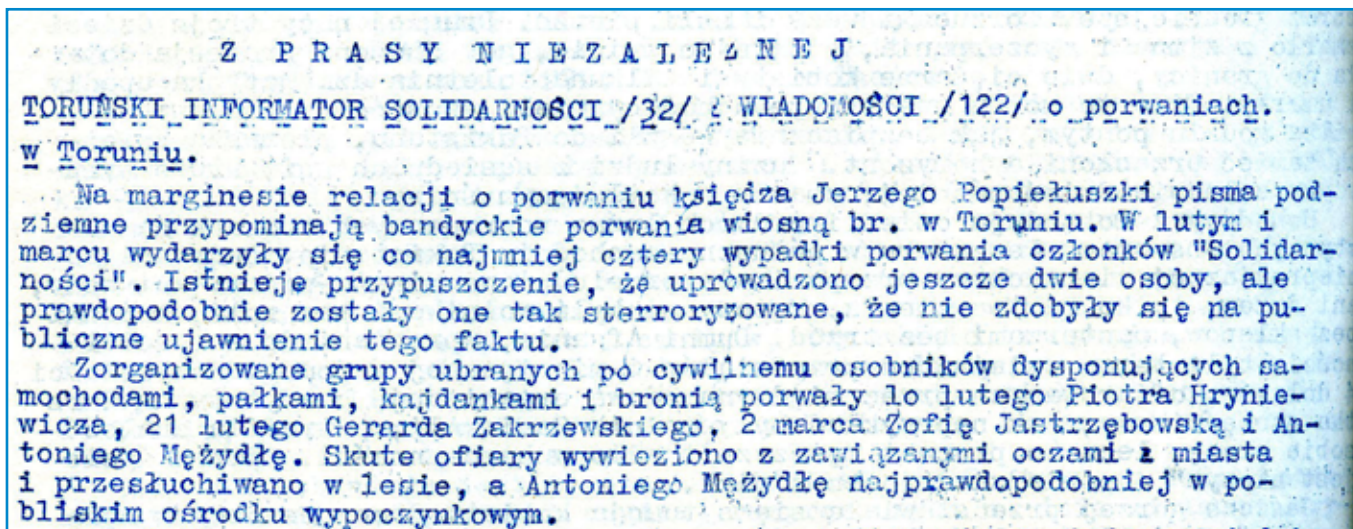 Z PRASY NIEZALEŻNEJ
TORUŃSKI INFORMATOR SOLIDARNOŚCI /32/ i WIADOMOŚCI /122/ o porwaniach.
w Toruniu.
Na marginesie relacji o porwaniu księdza Jerzego Popiełuszki pisma pod-
ziemne przypominają bandyckie porwania wiosną br. w Toruniu. W lutym i
marcu wydarzyły się co najmniej cztery wypadki porwania członków "Solidar-
ności". Istnieje przypuszczenie, że uprowadzono jeszcze dwie osoby, ale
prawdopodobnie zostały one tak sterroryzowane, że nie zdobyły się na pu-
bliczne ujawnienie tego faktu.
Zorganizowane grupy ubranych po cywilnemu osobników dysponujących sa-
mochodami, pałkami, kajdankami i bronią porwały lo lutego Piotra Hrynie-
wicza, 21 lutego Gerarda Zakrzewskiego, 2 marca Zofię Jastrzębowską i An-
toniego Mężydłę. Skute ofiary wywieziono z zawiązanymi oczami z miasta
i przesłuchiwano w lesie, a Antoniego Mężydłę najprawdopodobniej w po-
bliskim ośrodku wypoczynkowym.